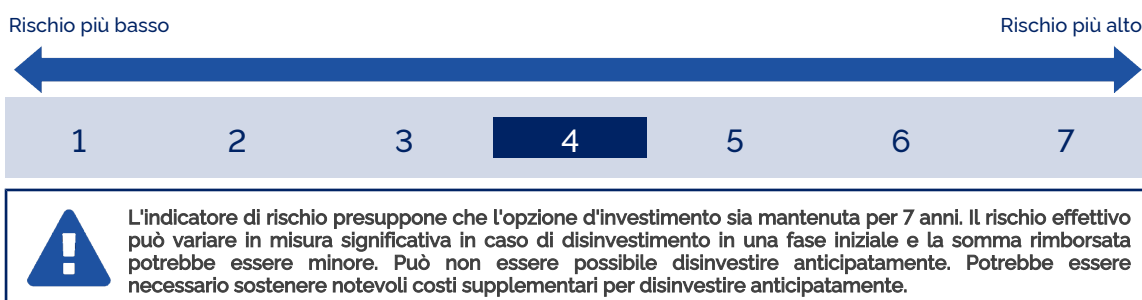 Rischio più basso Rischio più alto
1 2 3 4 5 6 7
L'indicatore di rischio presuppone che l'opzione d'investimento sia mantenuta per 7 anni. Il rischio effettivo
può variare in misura significativa in caso di disinvestimento in una fase iniziale e la somma rimborsata
potrebbe essere minore. Può non essere possibile disinvestire anticipatamente. Potrebbe essere
necessario sostenere notevoli costi supplementari per disinvestire anticipatamente.